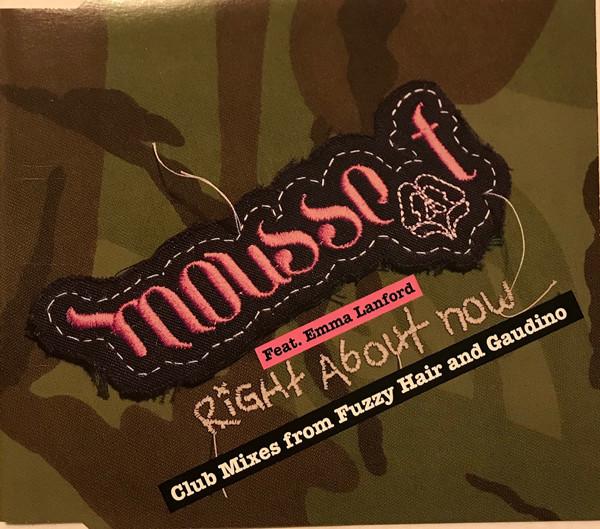 mousse t
Feat. Emma Lanford
Right About now
Club Mixes from Fuzzy Hair and Gaudino